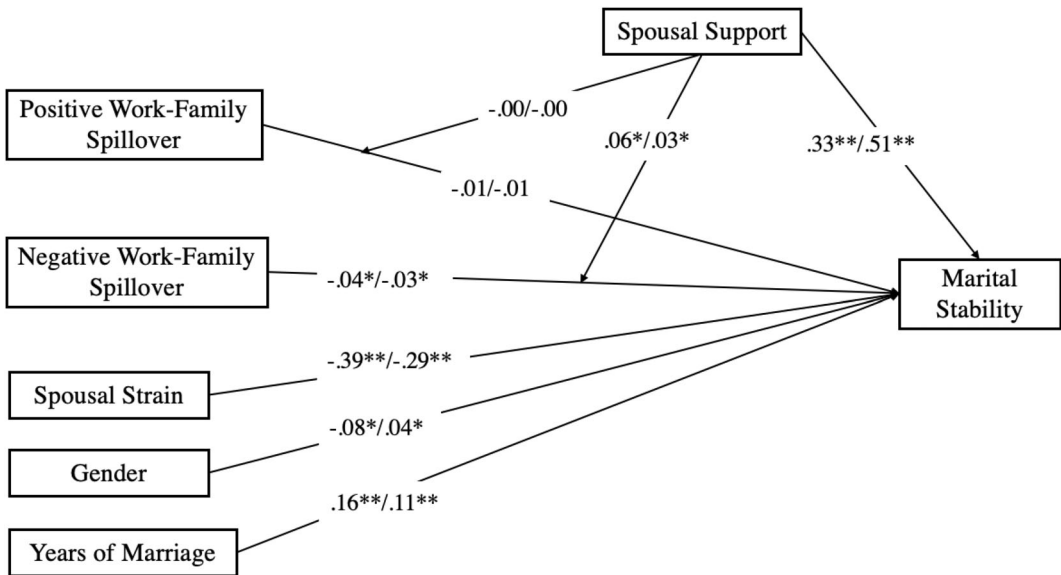 Spousal Support
Positive Work-Family
Spillover
-.00/-.00
.06*/.03*
.33**/.51**
-.01/-.01
Negative Work-Family
Spillover
-.04*/-.03*
Marital
Stability
-.39**/-.29**
Spousal Strain
-.08*/.04*
Gender
.16**/.11**
Years of Marriage